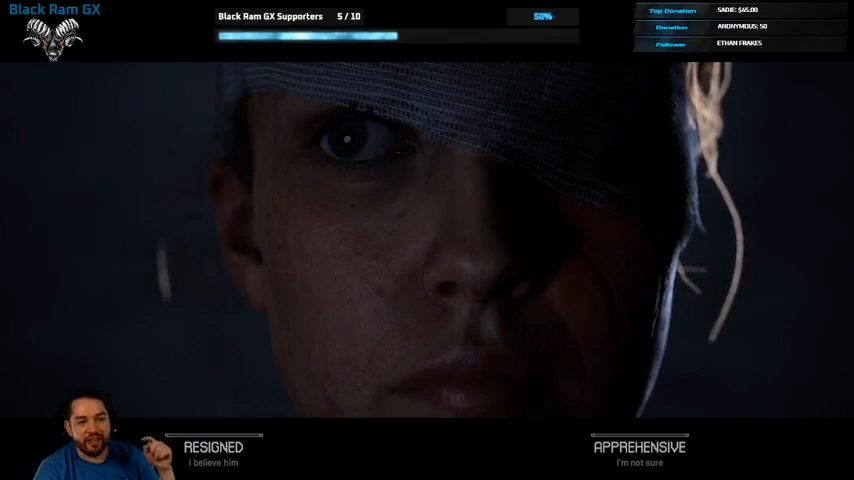 Black Ram GX
Black Ram GX Supporters 5 / 10
50%
Top Donation SADIE: $45.00
Donation ANONYMOUS: 50
Follower ETHAN FRAKES
RESIGNED
I believe him
APPREHENSIVE
I'm not sure